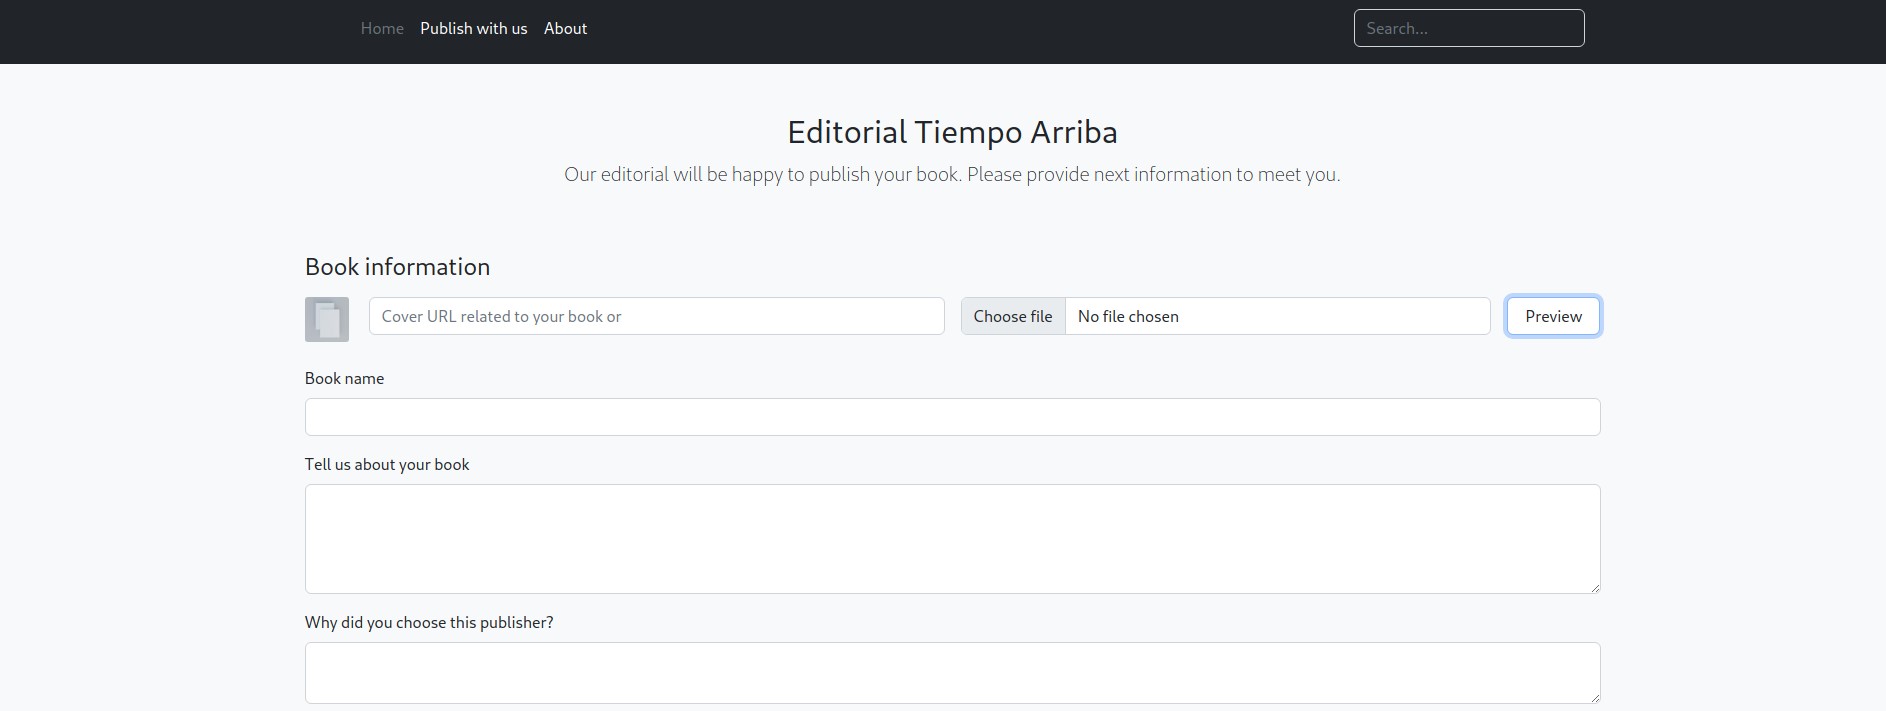 Home Publish with us About Search...
Editorial Tiempo Arriba
Our editorial will be happy to publish your book. Please provide next information to meet you.
Book information
Cover URL related to your book or Choose file No file chosen Preview
Book name
Tell us about your book
Why did you choose this publisher?